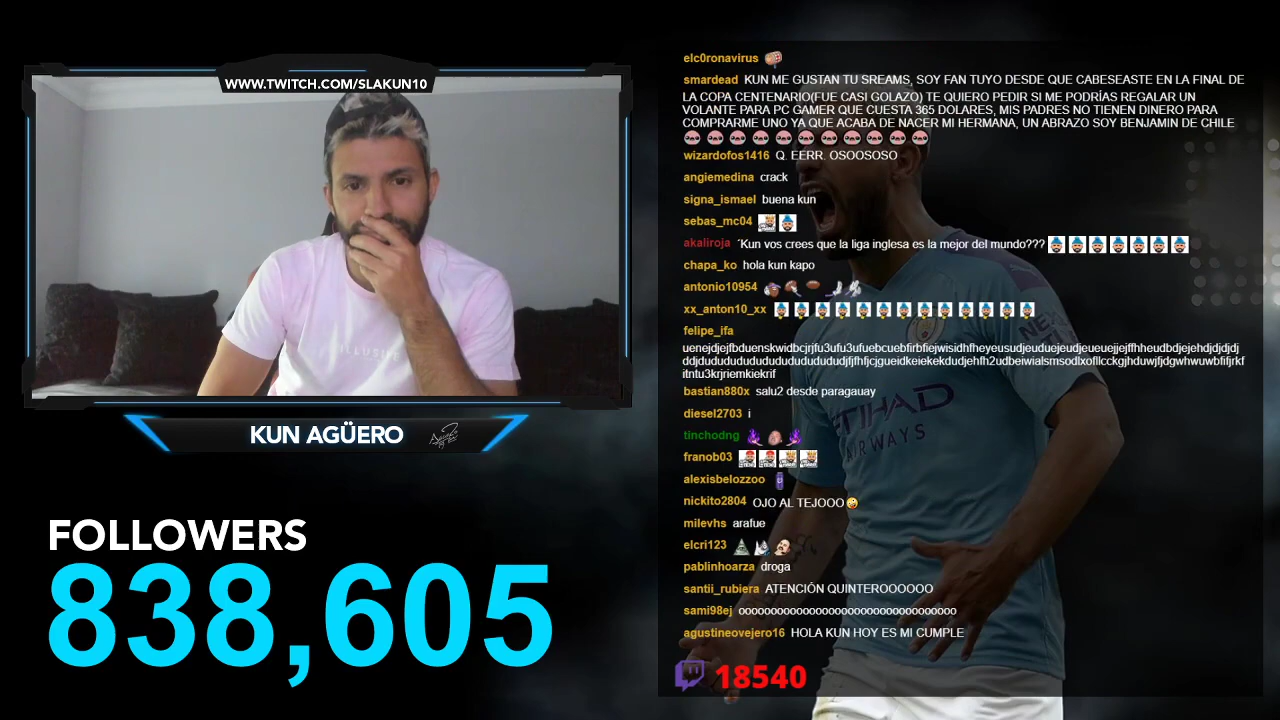 WWW.TWITCH.COM/SLAKUN10
ILLUSIE
KUN AGÜERO
FOLLOWERS
838,605
elc0ronavirus
smardead KUN ME GUSTAN TU SREAMS, SOY FAN TUYO DESDE QUE CABESEASTE EN LA FINAL DE
LA COPA CENTENARIO(FUE CASI GOLAZO) TE QUIERO PEDIR SI ME PODRÍAS REGALAR UN
VOLANTE PARA PC GAMER QUE CUESTA 365 DOLARES, MIS PADRES NO TIENEN DINERO PARA
COMPRARME UNO YA QUE ACABA DE NACER MI HERMANA, UN ABRAZO SOY BENJAMIN DE CHILE
wizardofos1416 Q. EERR. OSOOSOSO
angiemedina crack
signa_ismael buena kun
sebas_mc04
akaliroja ´Kun vos crees que la liga inglesa es la mejor del mundo???
chapa_ko hola kun kapo
antonio10954
xx_anton10_xx
felipe_ifa
bastian880x salu2 desde paragauay
diesel2703 i
tinchodng
franob03
alexisbelozzoo
nickito2804 OJO AL TEJOOO
milevhs arafue
elcri123
pablinhoarza droga
santii_rubiera ATENCIÓN QUINTEROOOOOO
sami98ej
agustineovejero16 HOLA KUN HOY ES MI CUMPLE
18540
ETIHAD
AIRWAYS